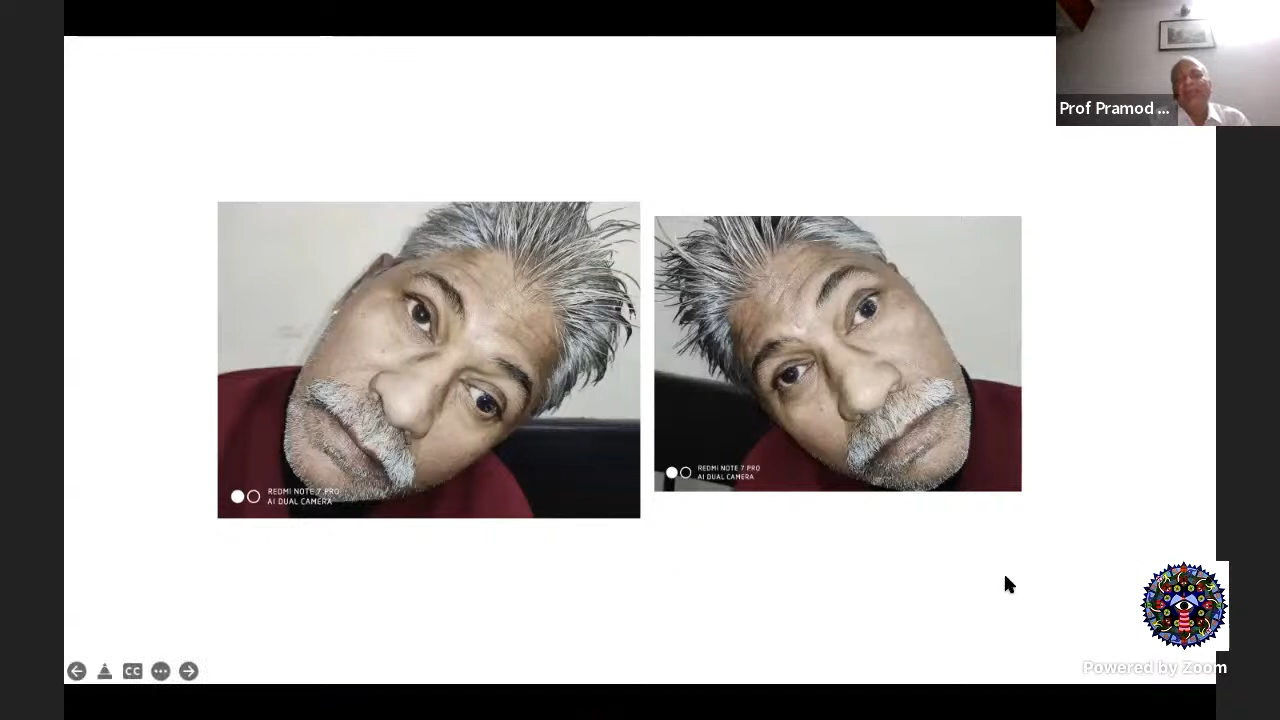 Prof Pramod ...
REDMI NOTE 7 PRO
AI DUAL CAMERA
REDMI NOTE 7 PRO
AI DUAL CAMERA
CC
Powered by Zoom